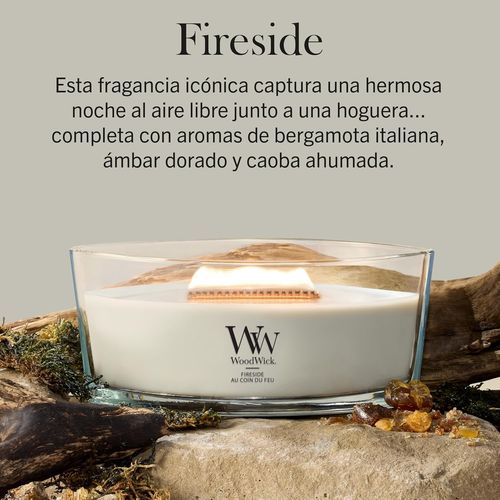 Fireside
Esta fragancia icónica captura una hermosa
noche al aire libre junto a una hoguera...
completa con aromas de bergamota italiana,
ámbar dorado y caoba ahumada.
WW
WoodWick.
FIRESIDE
AU COIN DU FEU